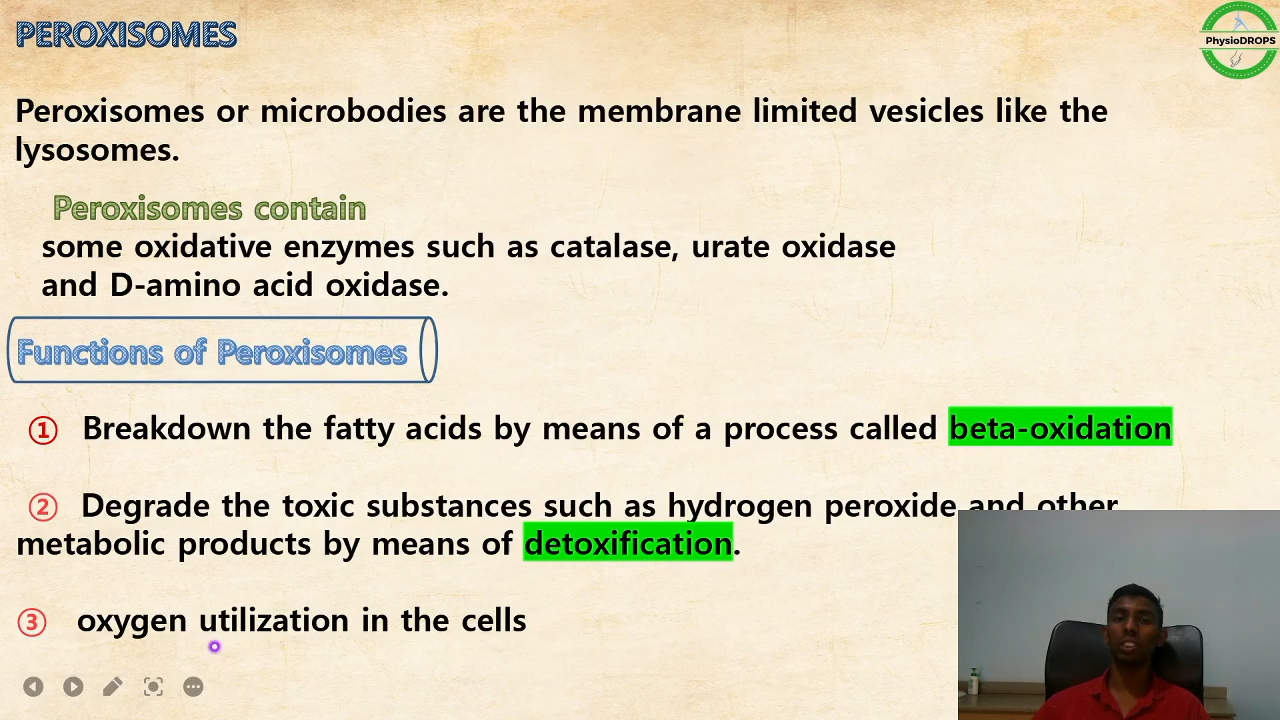 PEROXISOMES
PhysioDROPS
Peroxisomes or microbodies are the membrane limited vesicles like the
lysosomes.
Peroxisomes contain
some oxidative enzymes such as catalase, urate oxidase
and D-amino acid oxidase.
Functions of Peroxisomes
① Breakdown the fatty acids by means of a process called beta-oxidation
② Degrade the toxic substances such as hydrogen peroxide and other
metabolic products by means of detoxification.
③ oxygen utilization in the cells